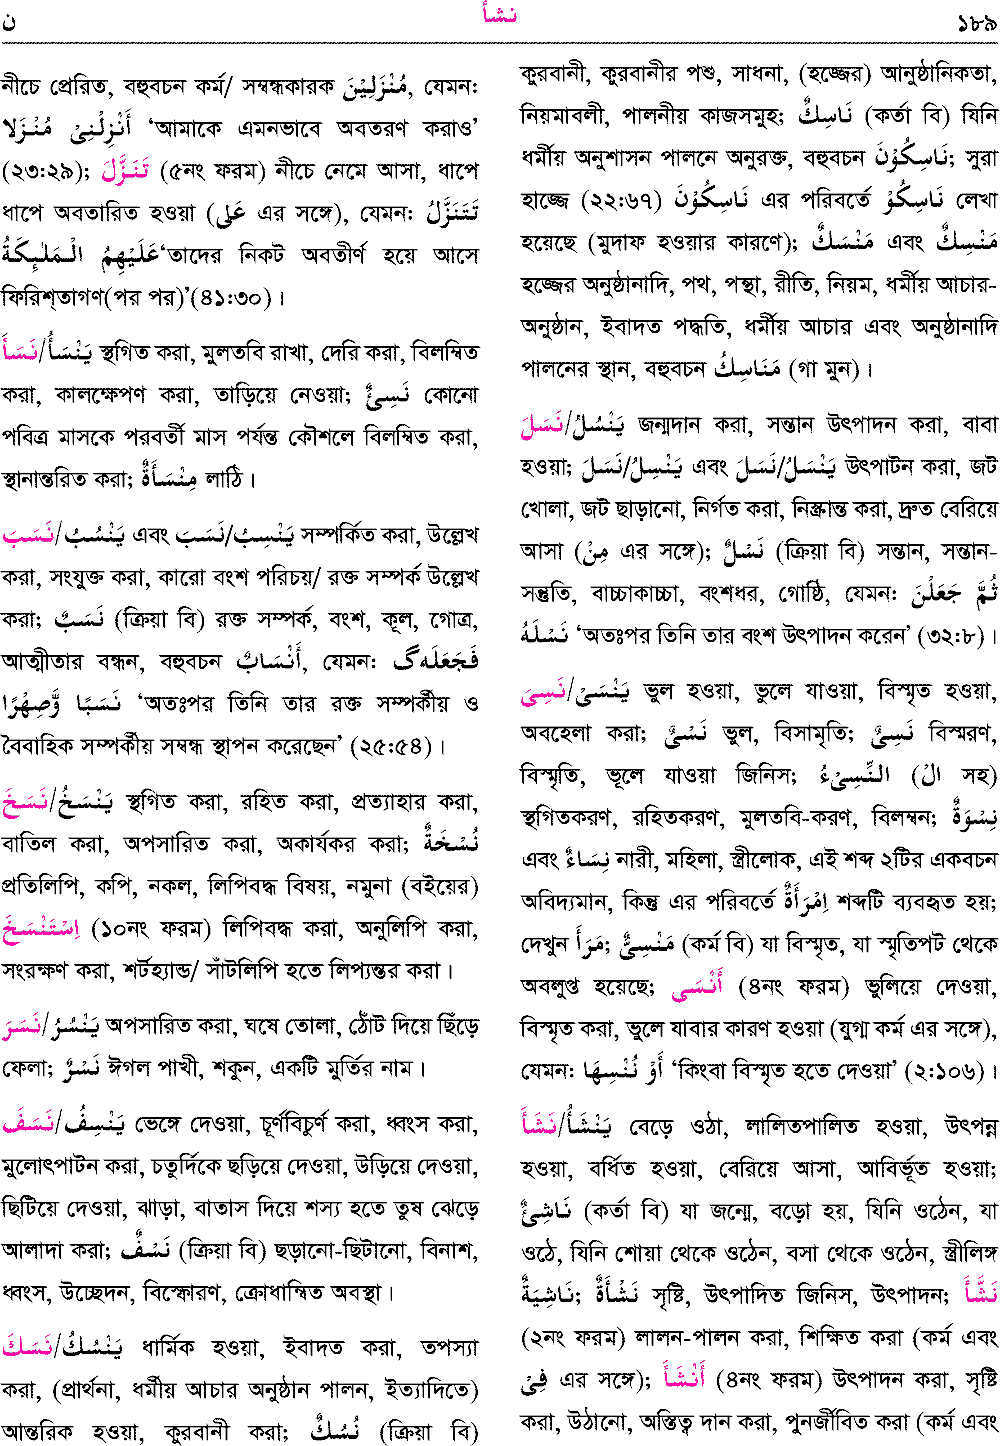 ن نشأ ১৮৯
নীচে প্রেরিত, বহুবচন কর্ম/ সম্বন্ধকারক مُنْزَلِيْنَ, যেমন:
أَنْزِلْنِىْ مُنْزَلًا ‘আমাকে এমনভাবে অবতরণ করাও’
(২৩:২৯); تَنَزَّلَ (৫নং ফরম) নীচে নেমে আসা, ধাপে
ধাপে অবতারিত হওয়া (عَلٰى এর সঙ্গে), যেমন: تَتَنَزَّلُ
عَلَيْهِمُ الْمَلٰٓئِكَةُ ‘তাদের নিকট অবতীর্ণ হয়ে আসে
ফিরিশ্তাগণ(পর পর)’(৪১:৩০)।
نَسَأَ/يَنْسَأُ স্থগিত করা, মুলতবি রাখা, দেরি করা, বিলম্বিত
করা, কালক্ষেপণ করা, তাড়িয়ে নেওয়া; نَسِىْءٌ কোনো
পবিত্র মাসকে পরবর্তী মাস পর্যন্ত কৌশলে বিলম্বিত করা,
স্থানান্তরিত করা; مِنْسَأَةٌ লাঠি।
نَسَبَ/يَنْسُبُ এবং نَسَبَ/يَنْسِبُ সম্পর্কিত করা, উল্লেখ
করা, সংযুক্ত করা, কারো বংশ পরিচয়/ রক্ত সম্পর্ক উল্লেখ
করা; نَسَبٌ (ক্রিয়া বি) রক্ত সম্পর্ক, বংশ, কূল, গোত্র,
আত্মীতার বন্ধন, বহুবচন أَنْسَابٌ, যেমন: فَجَعَلَهٗ
نَسَبًا وَّصِهْرًا ‘অতঃপর তিনি তার রক্ত সম্পর্কীয় ও
বৈবাহিক সম্পর্কীয় সম্বন্ধ স্থাপন করেছেন’ (২৫:৫৪)।
نَسَخَ/يَنْسَخُ স্থগিত করা, রহিত করা, প্রত্যাহার করা,
বাতিল করা, অপসারিত করা, অকার্যকর করা; نُسْخَةٌ
প্রতিলিপি, কপি, নকল, লিপিবদ্ধ বিষয়, নমুনা (বইয়ের)
اِسْتَنْسَخَ (১০নং ফরম) লিপিবদ্ধ করা, অনুলিপি করা,
সংরক্ষণ করা, শর্টহ্যান্ড/ সাঁটলিপি হতে লিপ্যন্তর করা।
نَسَرَ/يَنْسُرُ অপসারিত করা, ঘষে তোলা, ঠোঁট দিয়ে ছিঁড়ে
ফেলা; نَسْرٌ ঈগল পাখী, শকুন, একটি মুর্তির নাম।
نَسَفَ/يَنْسِفُ ভেঙ্গে দেওয়া, চূর্ণবিচুর্ণ করা, ধ্বংস করা,
মুলোৎপাটন করা, চতুর্দিকে ছড়িয়ে দেওয়া, উড়িয়ে দেওয়া,
ছিটিয়ে দেওয়া, ঝাড়া, বাতাস দিয়ে শস্য হতে তুষ ঝেড়ে
আলাদা করা; نَسْفٌ (ক্রিয়া বি) ছড়ানো-ছিটানো, বিনাশ,
ধ্বংস, উচ্ছেদন, বিস্ফোরণ, ক্রোধান্বিত অবস্থা।
نَسَكَ/يَنْسُكُ ধার্মিক হওয়া, ইবাদত করা, তপস্যা
করা, (প্রার্থনা, ধর্মীয় আচার অনুষ্ঠান পালন, ইত্যাদিতে)
আন্তরিক হওয়া, কুরবানী করা; نُسُكٌ (ক্রিয়া বি)
কুরবানী, কুরবানীর পশু, সাধনা, (হজ্জের) আনুষ্ঠানিকতা,
নিয়মাবলী, পালনীয় কাজসমুহ; نَاسِكٌ (কর্তা বি) যিনি
ধর্মীয় অনুশাসন পালনে অনুরক্ত, বহুবচন نَاسِكُوْنَ; সুরা
হাজ্জে (২২:৬৭) نَاسِكُوْنَ এর পরিবর্তে نَاسِكُوْ লেখা
হয়েছে (মুদাফ হওয়ার কারণে); مَنْسَكٌ এবং مَنْسِكٌ
হজ্জের অনুষ্ঠানাদি, পথ, পন্থা, রীতি, নিয়ম, ধর্মীয় আচার-
অনুষ্ঠান, ইবাদত পদ্ধতি, ধর্মীয় আচার এবং অনুষ্ঠানাদি
পালনের স্থান, বহুবচন مَنَاسِكُ (গা মুন)।
نَسَلَ/يَنْسُلُ জন্মদান করা, সন্তান উৎপাদন করা, বাবা
হওয়া; نَسَلَ/يَنْسِلُ এবং نَسَلَ/يَنْسَلُ উৎপাটন করা, জট
খোলা, জট ছাড়ানো, নির্গত করা, নিস্ক্রান্ত করা, দ্রুত বেরিয়ে
আসা (مِنْ এর সঙ্গে); نَسْلٌ (ক্রিয়া বি) সন্তান, সন্তান-
সন্তুতি, বাচ্চাকাচ্চা, বংশধর, গোষ্ঠি, যেমন: ثُمَّ جَعَلْنَ
نَسْلَهٗ ‘অতঃপর তিনি তার বংশ উৎপাদন করেন’ (৩২:৮)।
نَسِىَ/يَنْسَىْ ভুল হওয়া, ভুলে যাওয়া, বিস্মৃত হওয়া,
অবহেলা করা; نَسْىٌ ভুল, বিসামৃতি; نَسِىٌّ বিস্মরণ,
বিস্মৃতি, ভূলে যাওয়া জিনিস; النَّسِىْءُ (الْ সহ)
স্থগিতকরণ, রহিতকরণ, মুলতবি-করণ, বিলম্বন; نِسْوَةٌ
এবং نِسَاءٌ নারী, মহিলা, স্ত্রীলোক, এই শব্দ ২টির একবচন
অবিদ্যমান, কিন্তু এর পরিবর্তে اِمْرَأَةٌ শব্দটি ব্যবহৃত হয়;
দেখুন مَرَأَ; مَنْسِىٌّ (কর্ম বি) যা বিস্মৃত, যা স্মৃতিপট থেকে
অবলুপ্ত হয়েছে; أَنْسَى (৪নং ফরম) ভুলিয়ে দেওয়া,
বিস্মৃত করা, ভুলে যাবার কারণ হওয়া (যুগ্ম কর্ম এর সঙ্গে),
যেমন: أَوْ نُنْسِهَا ‘কিংবা বিস্মৃত হতে দেওয়া’ (২:১০৬)।
نَشَأَ/يَنْشَأُ বেড়ে ওঠা, লালিতপালিত হওয়া, উৎপন্ন
হওয়া, বর্ধিত হওয়া, বেরিয়ে আসা, আবির্ভূত হওয়া;
نَاشِئٌ (কর্তা বি) যা জন্মে, বড়ো হয়, যিনি ওঠেন, যা
ওঠে, যিনি শোয়া থেকে ওঠেন, বসা থেকে ওঠেন, স্ত্রীলিঙ্গ
نَاشِيَةٌ; نَشْأَةٌ সৃষ্টি, উৎপাদিত জিনিস, উৎপাদন; نَشَّأَ
(২নং ফরম) লালন-পালন করা, শিক্ষিত করা (কর্ম এবং
فِىْ এর সঙ্গে); أَنْشَأَ (৪নং ফরম) উৎপাদন করা, সৃষ্টি
করা, উঠানো, অস্তিত্ব দান করা, পুনর্জীবিত করা (কর্ম এবং